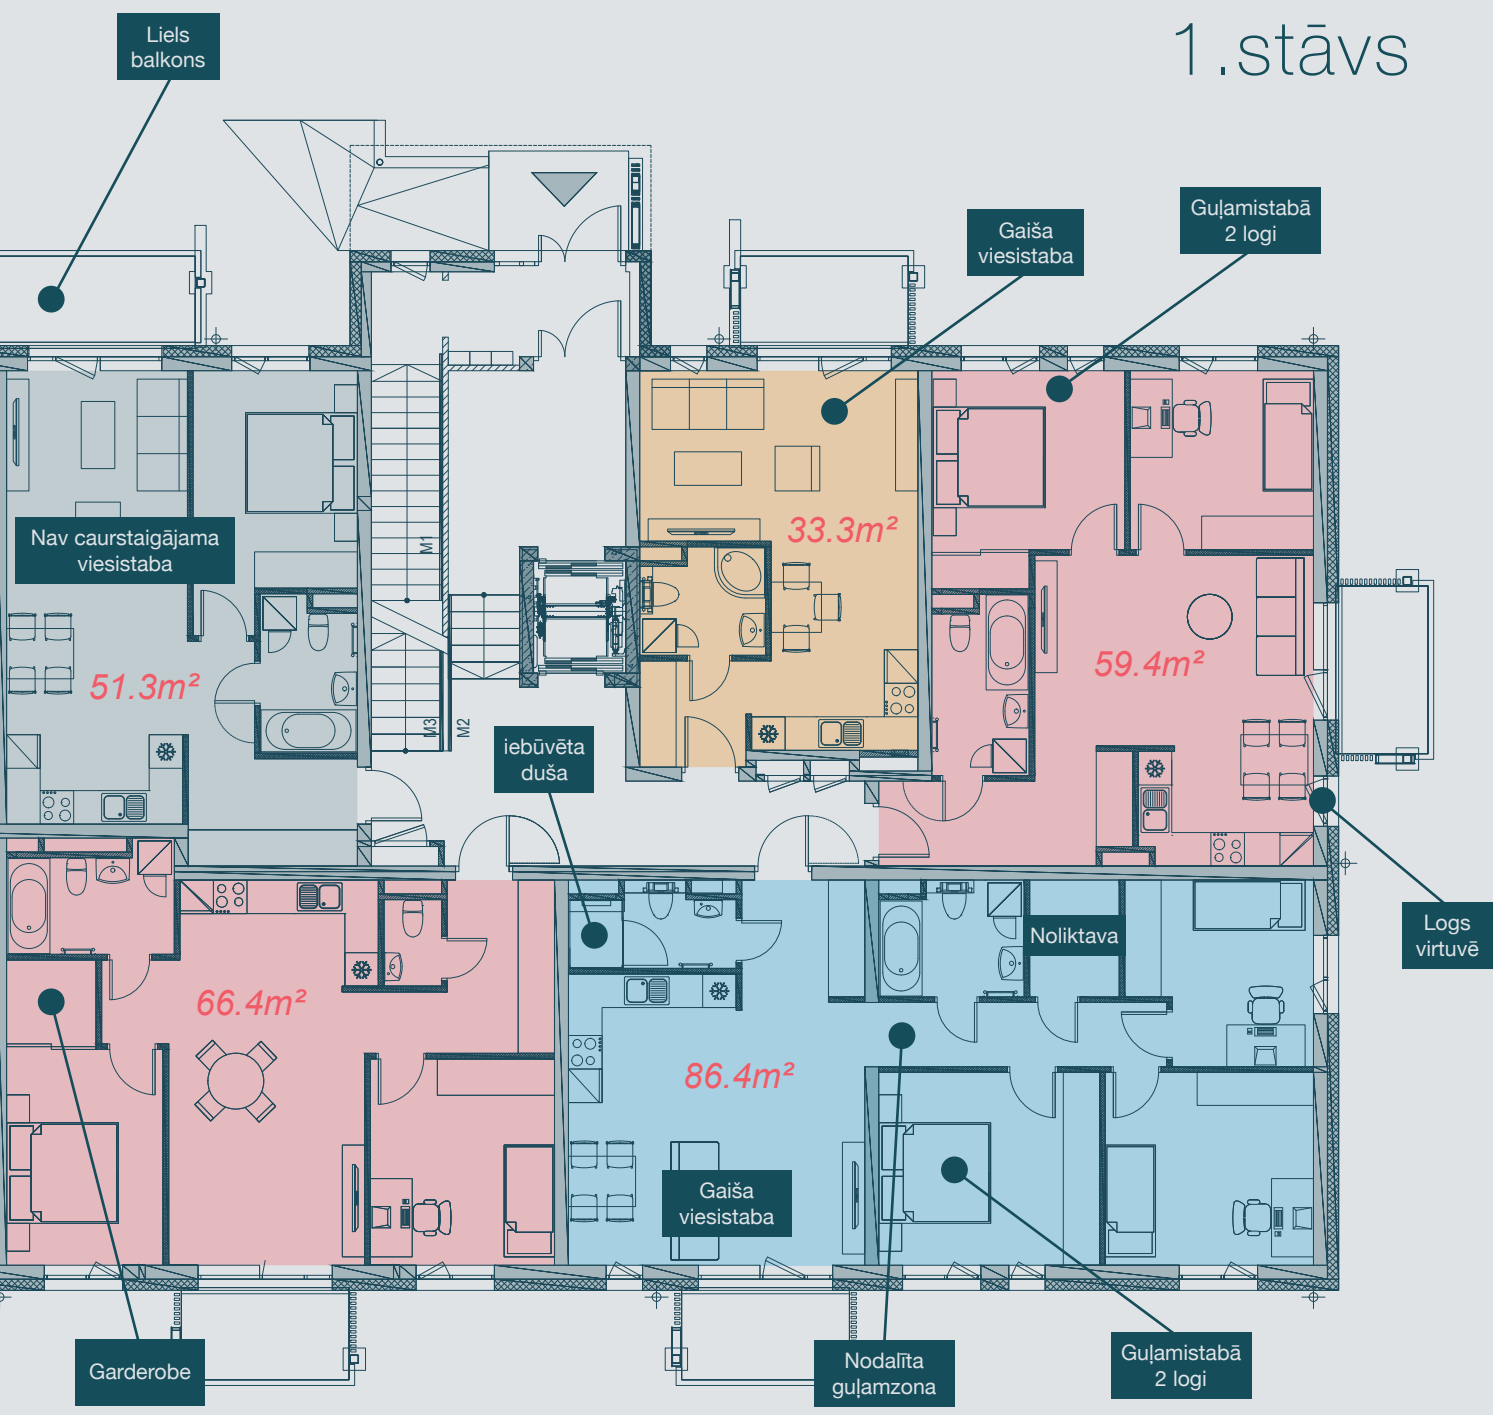 1.stāvs
Liels
balkons
Gaiša
viesistaba
Guļamistabā
2 logi
Nav caurstaigājama
viesistaba
33.3m²
M1
51.3m²
59.4m²
M3
M2
iebūvēta
duša
Logs
virtuvē
Noliktava
66.4m²
86.4m²
Gaiša
viesistaba
Garderobe
Nodalīta
guļamzona
Guļamistabā
2 logi